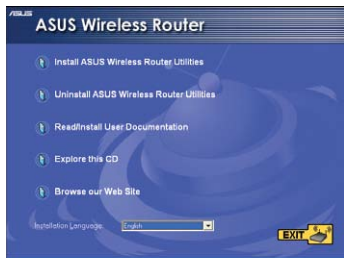 ASUS
ASUS Wireless Router
Install ASUS Wireless Router Utilities
Uninstall ASUS Wireless Router Utilities
Read/Install User Documentation
Explore this CD
Browse our Web Site
Installation Language: English
EXIT